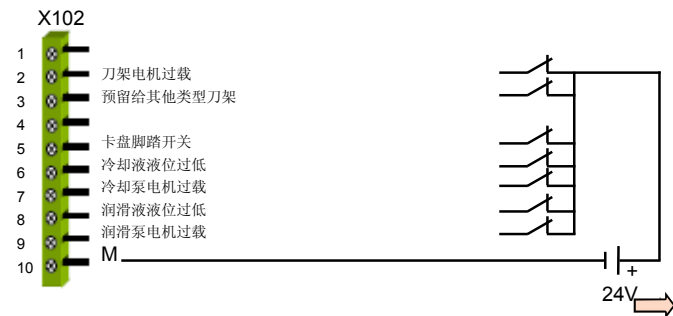 X102
1
2 刀架电机过载
3 预留给其他类型刀架
4
5 卡盘脚踏开关
6 冷却液液位过低
7 冷却泵电机过载
8 润滑液液位过低
9 润滑泵电机过载
10 M
+
24V